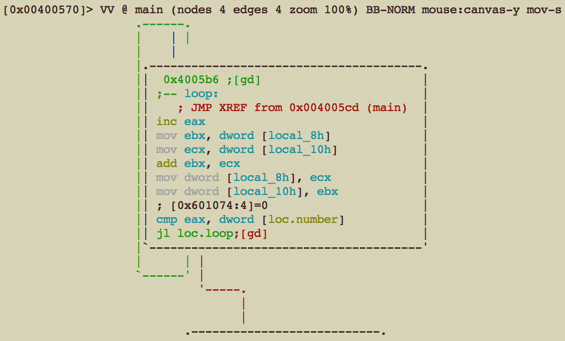 [0x00400570]> VV @ main (nodes 4 edges 4 zoom 100%) BB-NORM mouse:canvas-y mov-s
0x4005b6 ;[gd]
;-- loop:
; JMP XREF from 0x004005cd (main)
inc eax
mov ebx, dword [local_8h]
mov ecx, dword [local_10h]
add ebx, ecx
mov dword [local_8h], ecx
mov dword [local_10h], ebx
; [0x601074:4]=0
cmp eax, dword [loc.number]
jl loc.loop;[gd]